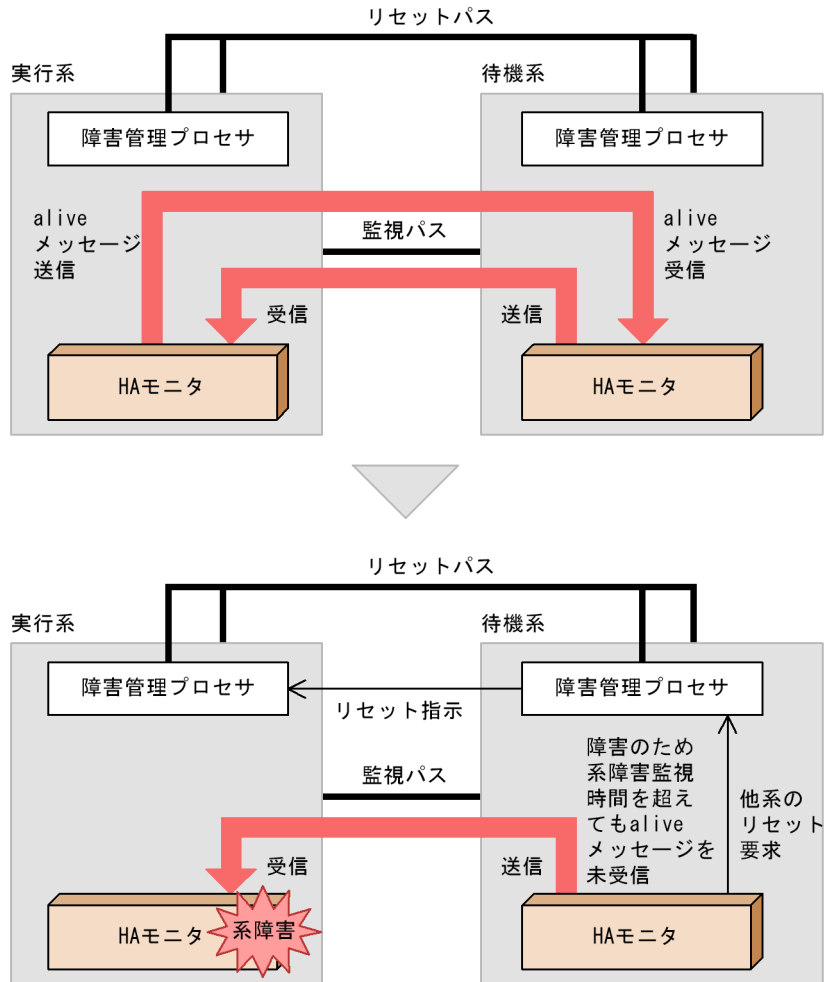 リセットパス
実行系
待機系
障害管理プロセサ
障害管理プロセサ
alive
メッセージ
送信
監視パス
alive
メッセージ
受信
受信
送信
HAモニタ
HAモニタ
リセットパス
実行系
待機系
障害管理プロセサ
障害管理プロセサ
リセット指示
監視パス
障害のため
系障害監視
時間を超え
てもalive
メッセージを
未受信
他系の
リセット
要求
受信
送信
HAモニタ
系障害
HAモニタ